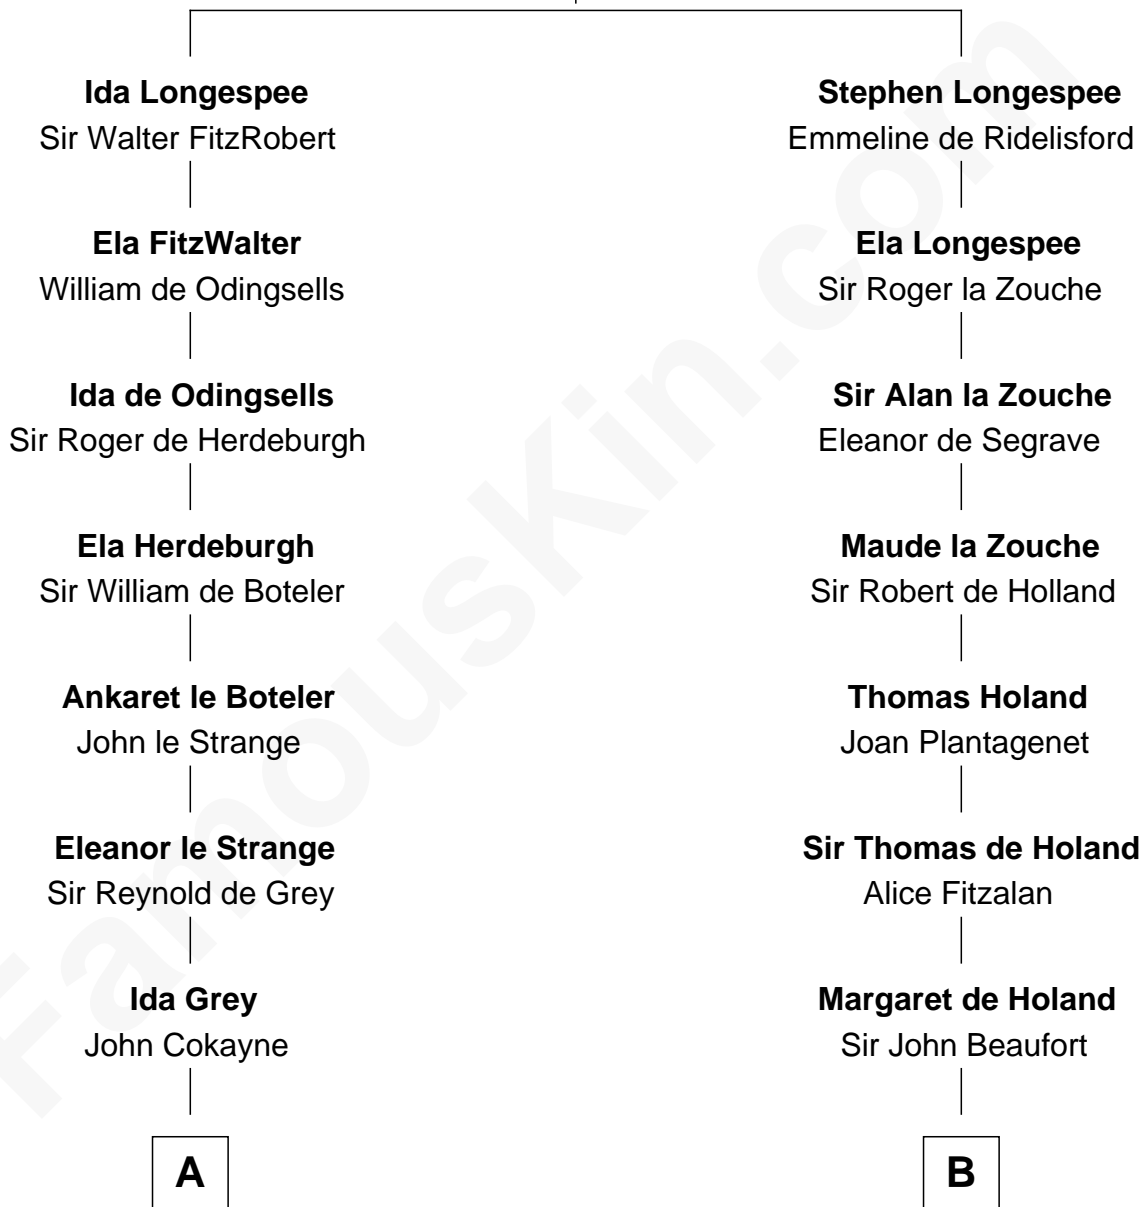 Ida Longespee
Sir Walter FitzRobert
Ela FitzWalter
William de Odingsells
Ida de Odingsells
Sir Roger de Herdeburgh
Ela Herdeburgh
Sir William de Boteler
Ankaret le Boteler
John le Strange
Eleanor le Strange
Sir Reynold de Grey
Ida Grey
John Cokayne
A
Stephen Longespee
Emmeline de Ridelisford
Ela Longespee
Sir Roger la Zouche
Sir Alan la Zouche
Eleanor de Segrave
Maude la Zouche
Sir Robert de Holland
Thomas Holand
Joan Plantagenet
Sir Thomas de Holand
Alice Fitzalan
Margaret de Holand
Sir John Beaufort
B
FamousKin.com